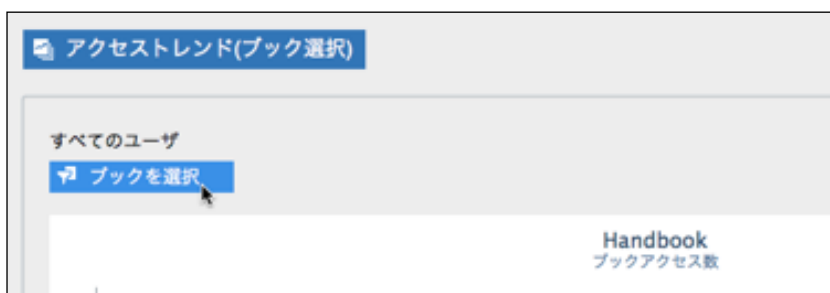 アクセストレンド(ブック選択)
すべてのユーザ
ブックを選択
Handbook
ブックアクセス数